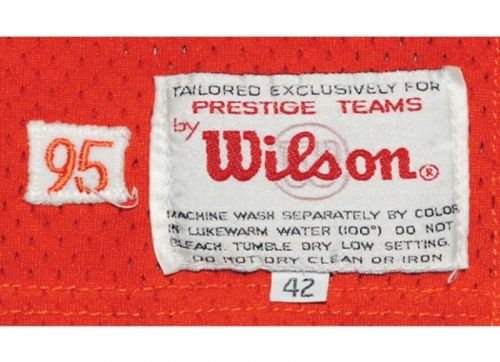 95
TAILORED EXCLUSIVELY FOR
PRESTIGE TEAMS
by
Wilson®
MACHINE WASH SEPARATELY BY COLOR
IN LUKEWARM WATER (100°) DO NOT
BLEACH. TUMBLE DRY LOW SETTING.
DO NOT DRY CLEAN OR IRON
42